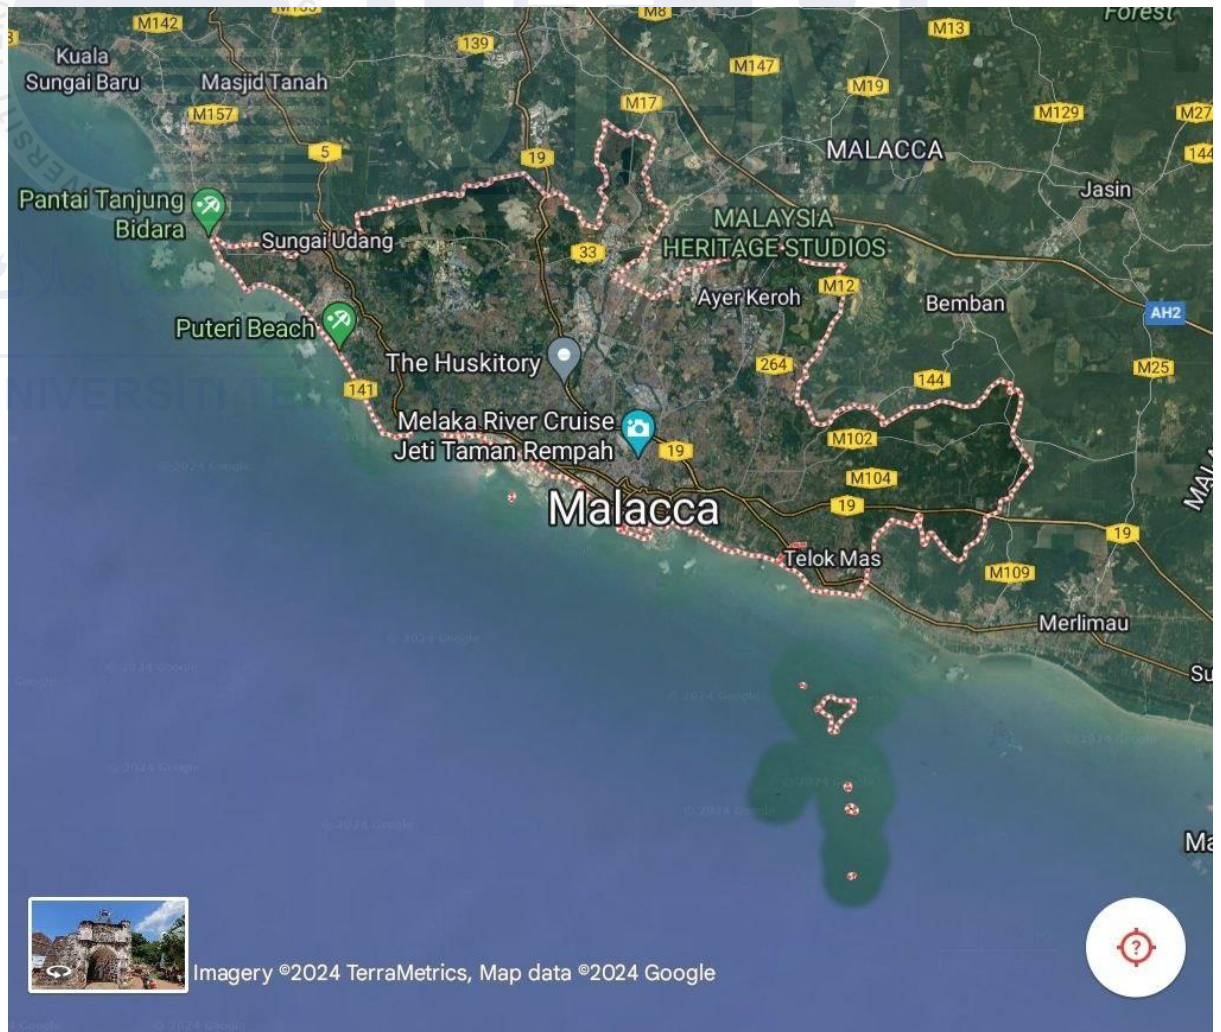 M142
M8
Forest
139
M13
Kuala
Sungai Baru
Masjid Tanah
M147
M19
M17
M157
M129
M27
5
19
MALACCA
144
Jasin
Pantai Tanjung
Bidara
MALAYSIA
HERITAGE STUDIOS
Sungai Udang
33
Ayer Keroh
M12
Bemban
AH2
Puteri Beach
The Huskitory
264
M25
144
141
Melaka River Cruise
Jeti Taman Rempah
19
M102
M104
Malacca
19
19
Telok Mas
M109
Merlimau
Su
MALA
Ma
© 2024 Google
Imagery ©2024 TerraMetrics, Map data ©2024 Google